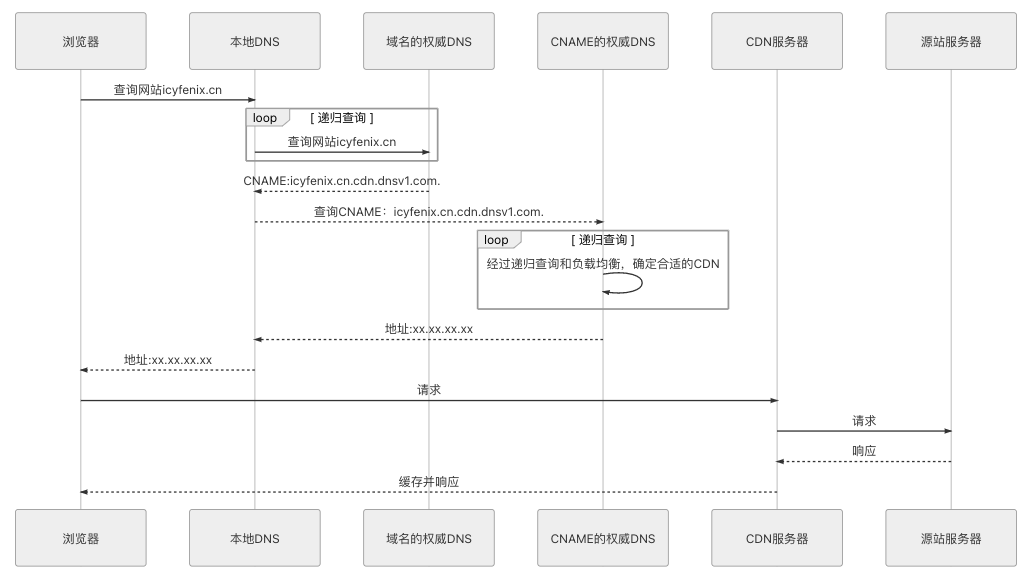 浏览器
本地DNS
域名的权威DNS
CNAME的权威DNS
CDN服务器
源站服务器
查询网站icyfenix.cn
loop
[ 递归查询 ]
查询网站icyfenix.cn
CNAME:icyfenix.cn.cdn.dnsv1.com.
查询CNAME：icyfenix.cn.cdn.dnsv1.com.
loop
[ 递归查询 ]
经过递归查询和负载均衡，确定合适的CDN
地址:xx.xx.xx.xx
地址:xx.xx.xx.xx
请求
请求
响应
缓存并响应
浏览器
本地DNS
域名的权威DNS
CNAME的权威DNS
CDN服务器
源站服务器